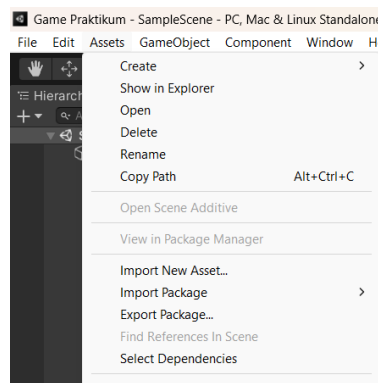 Game Praktikum - SampleScene - PC, Mac & Linux Standalone
File Edit Assets GameObject Component Window H
Create
Show in Explorer
Open
Delete
Rename
Copy Path Alt+Ctrl+C
Open Scene Additive
View in Package Manager
Import New Asset...
Import Package
Export Package...
Find References In Scene
Select Dependencies
Hierarch
A
S